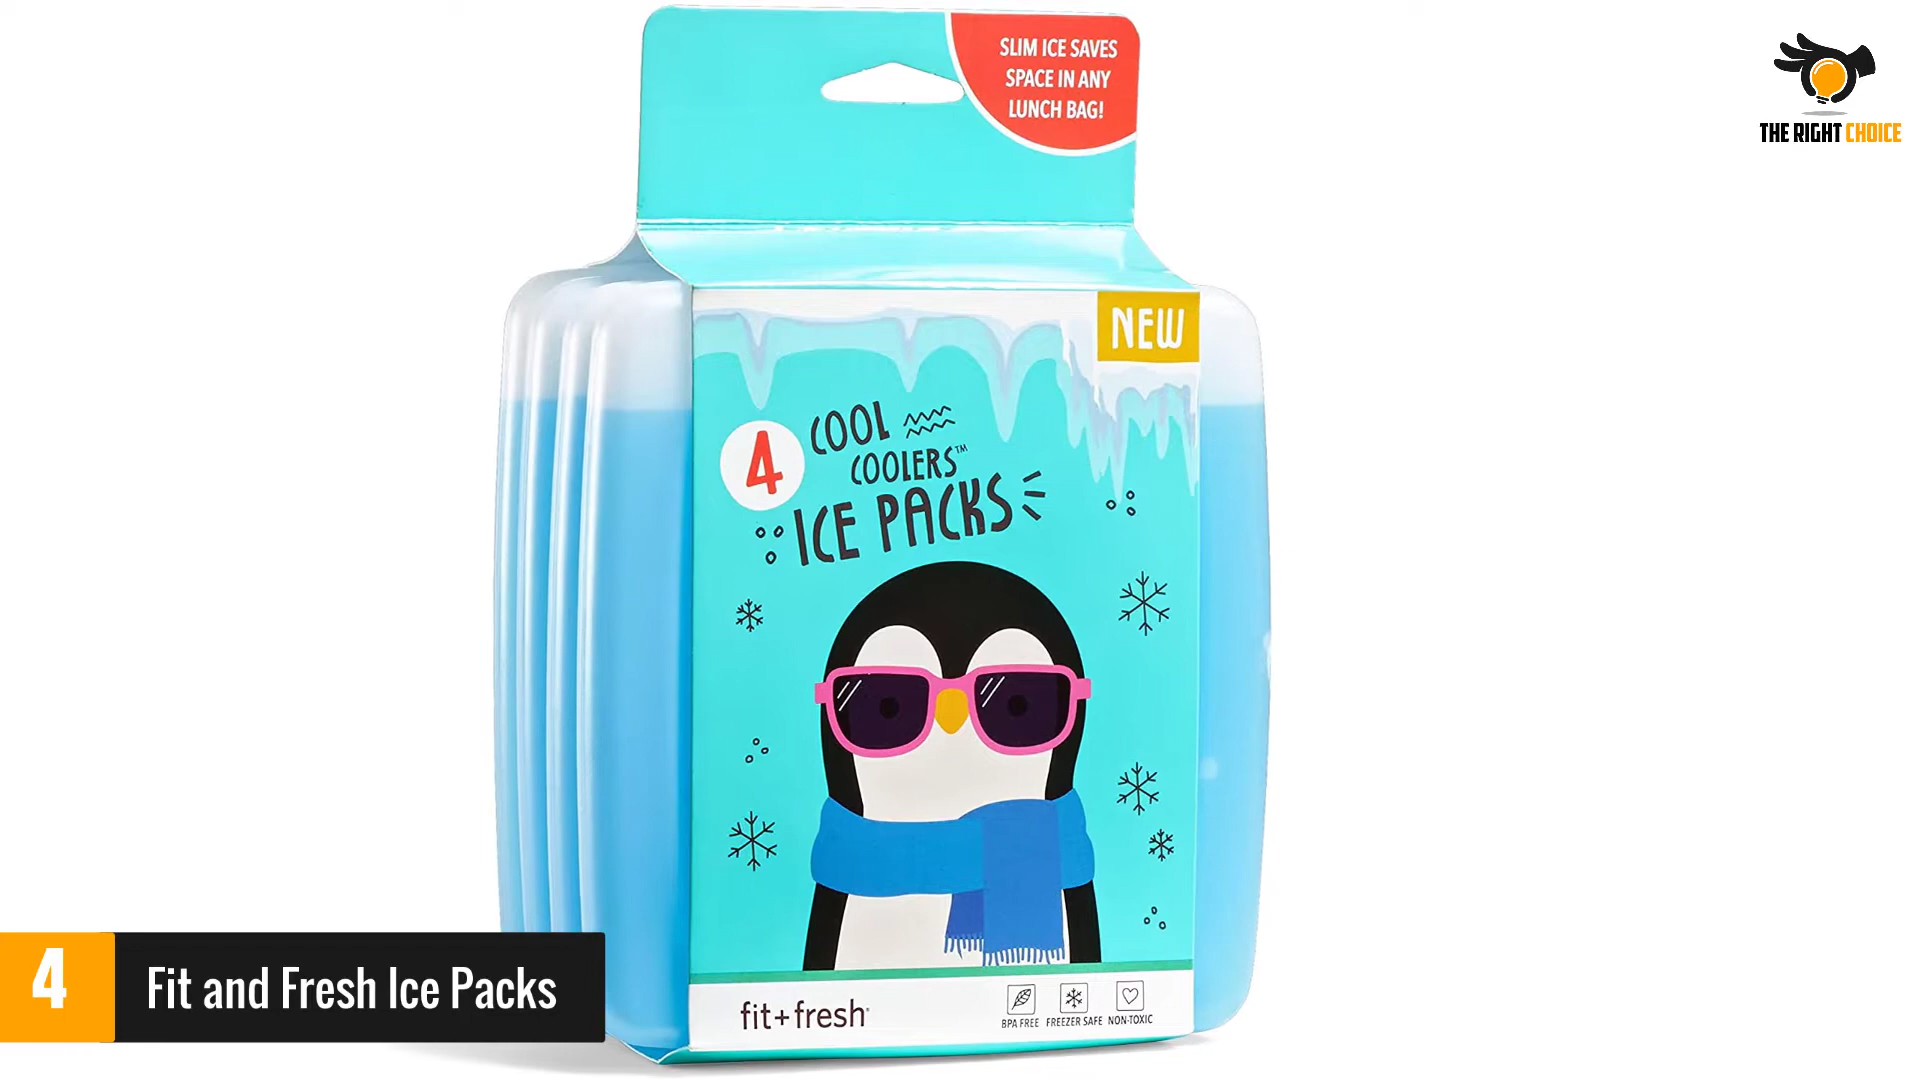 SLIM ICE SAVES
SPACE IN ANY
LUNCH BAG!
THE RIGHT CHOICE
NEW
4
COOL
COOLERS™
ICE PACKS
fit+fresh®
BPA FREE FREEZER SAFE NON-TOXIC
4 Fit and Fresh Ice Packs